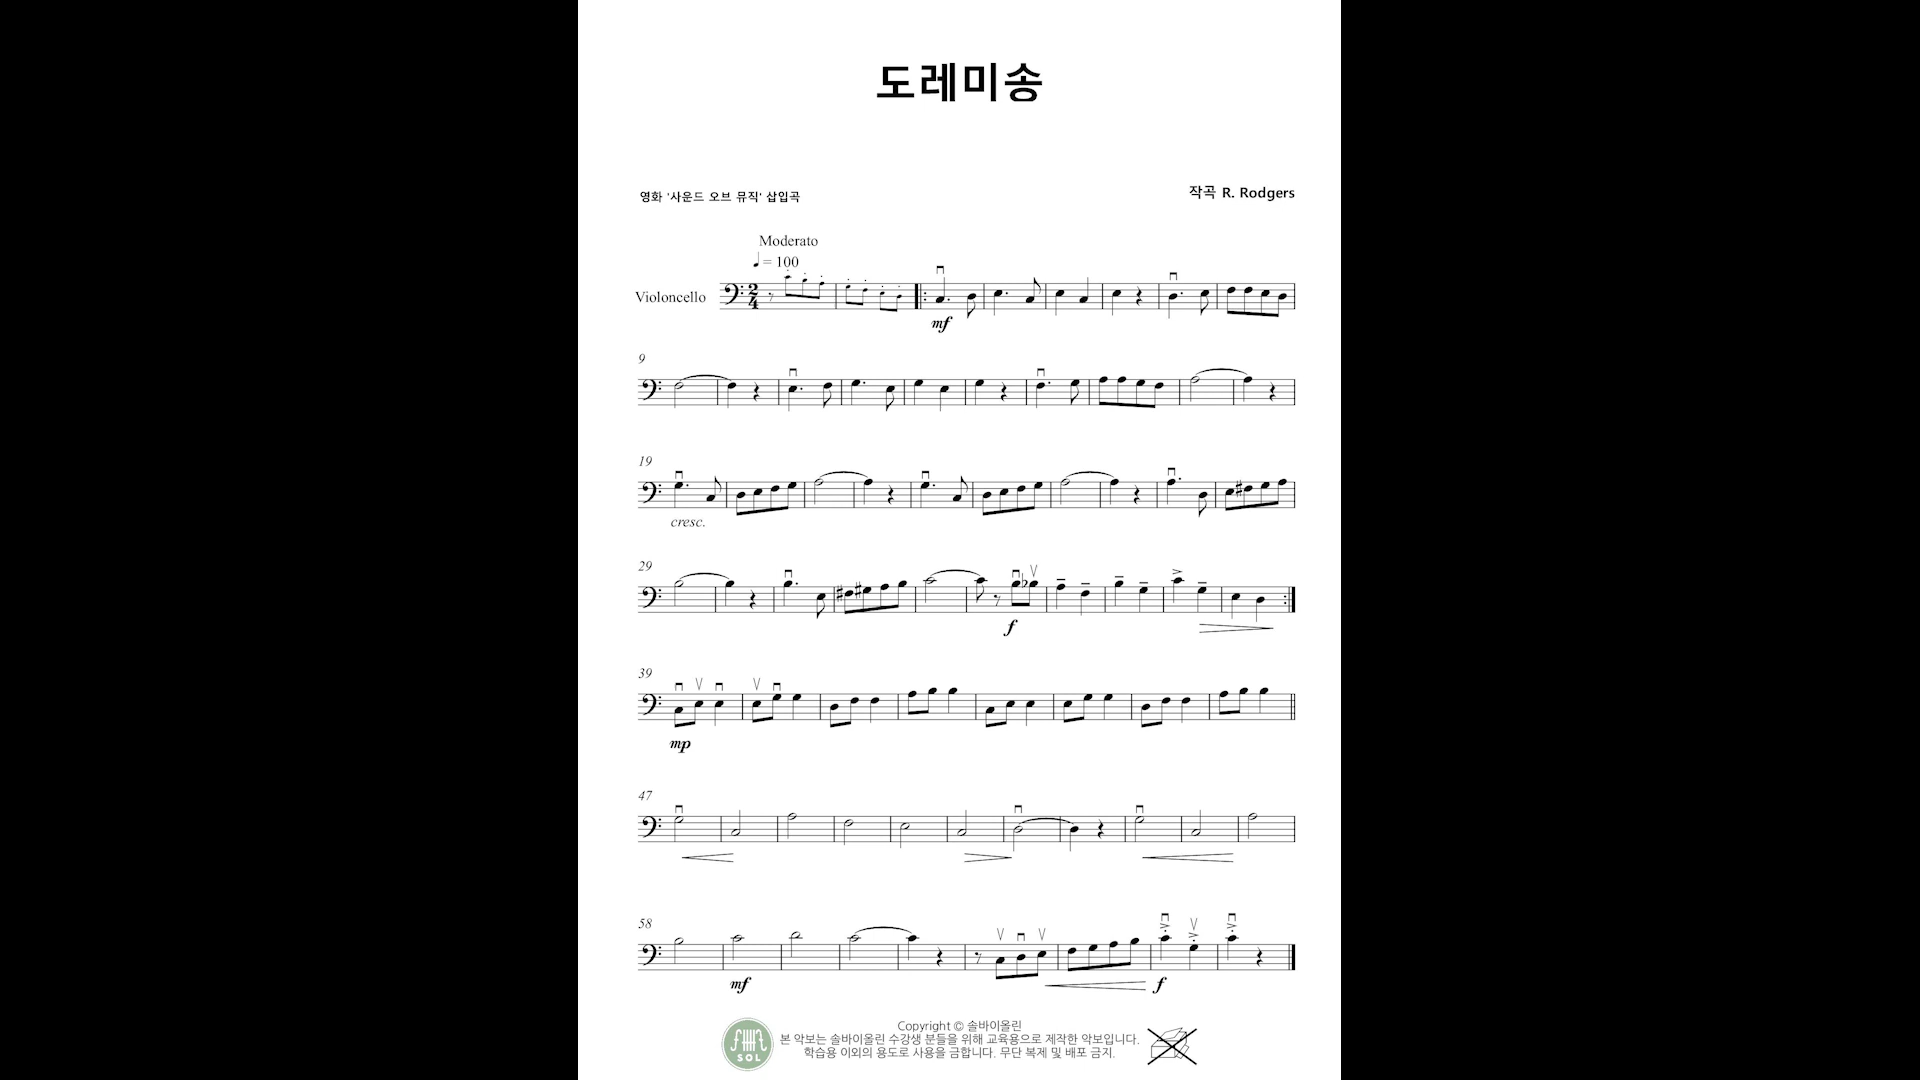 도레미송
영화 '사운드 오브 뮤직' 삽입곡
작곡 R. Rodgers
Moderato
♩ = 100
Violoncello
2
4
mf
9
19
cresc.
29
f
39
mp
47
58
mf
f
Copyright © 솔바이올린
본 악보는 솔바이올린 수강생 분들을 위해 교육용으로 제작한 악보입니다.
학습용 이외의 용도로 사용을 금합니다. 무단 복제 및 배포 금지.
SOL